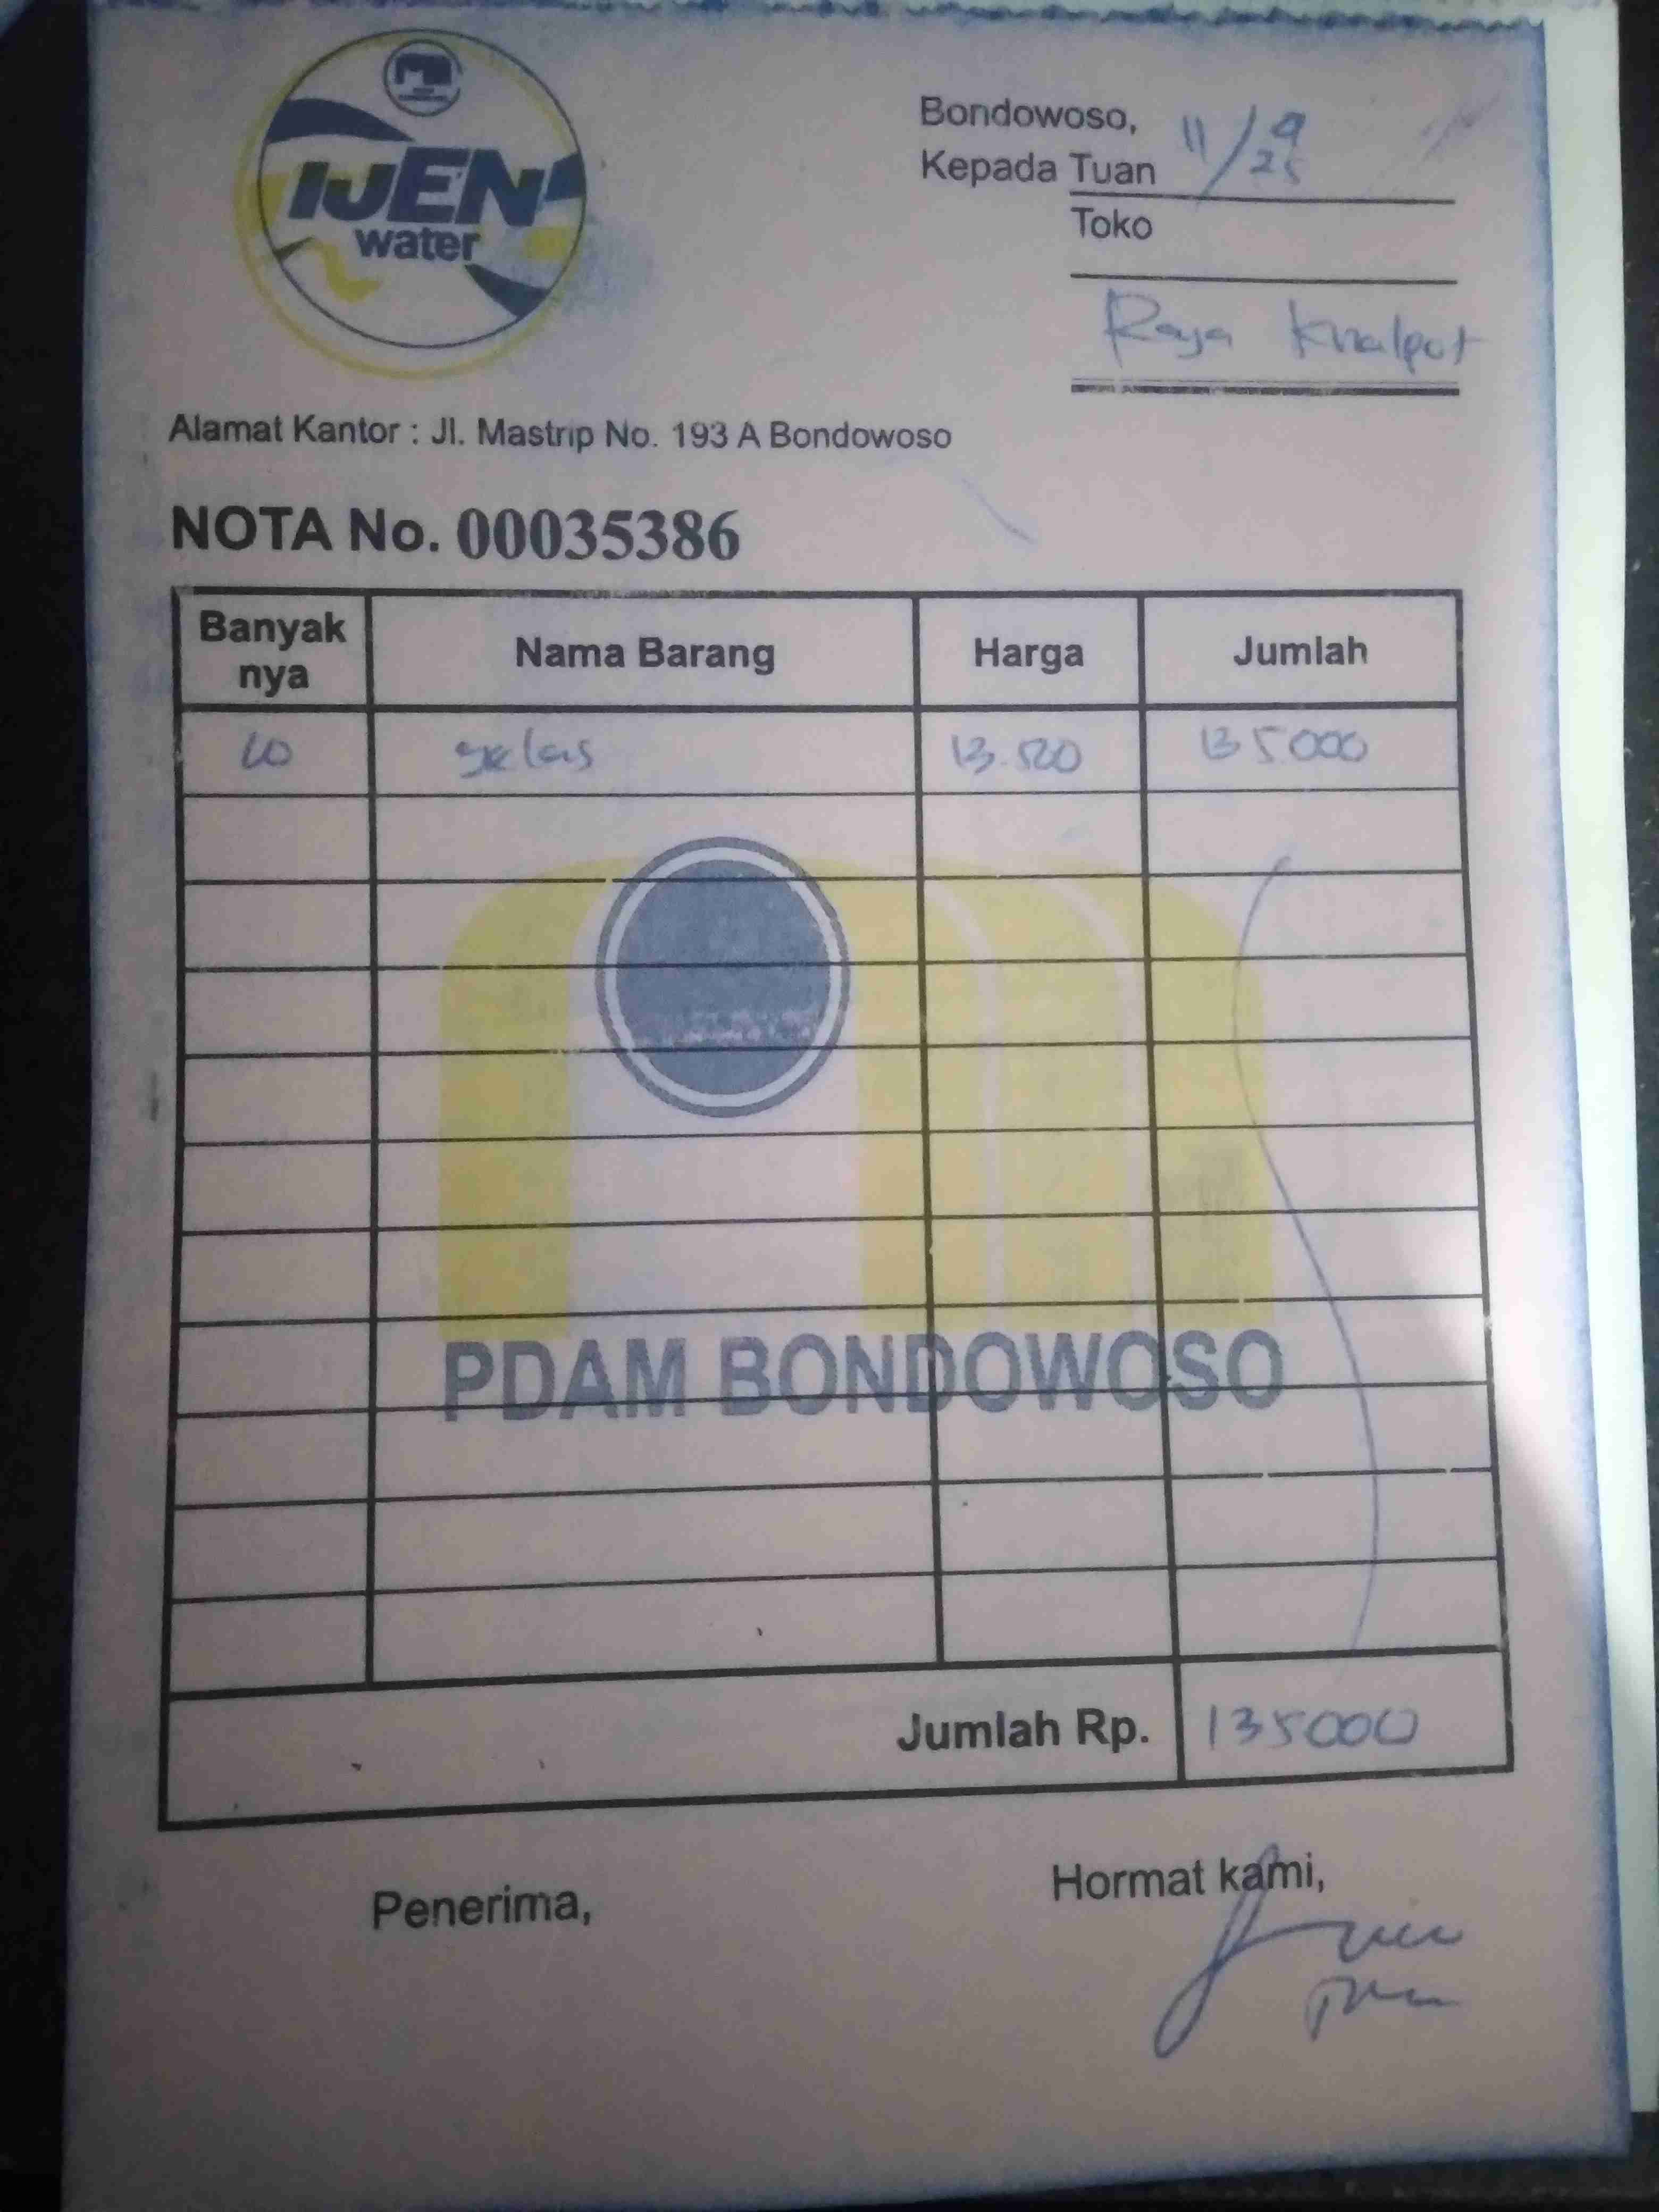 IJEN
water
Bondowoso, 11/9
25
Kepada Tuan
Toko
Raya Knalpot
Alamat Kantor : Jl. Mastrip No. 193 A Bondowoso
NOTA No. 00035386
Banyak nya Nama Barang Harga Jumlah
10 gelas 13.500 135.000
PDAM BONDOWOSO
Jumlah Rp. 135000
Penerima,
Hormat kami,